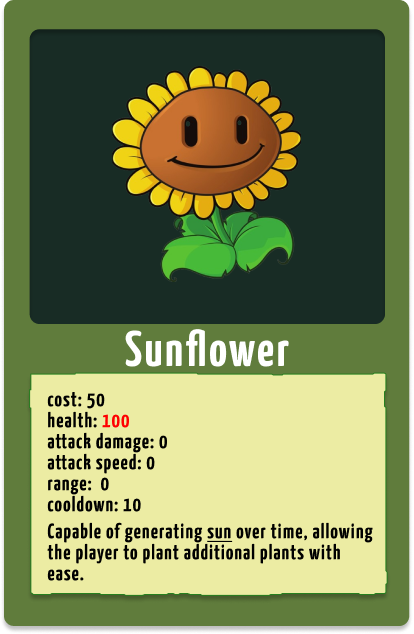 Sunflower
cost: 50
health: 100
attack damage: 0
attack speed: 0
range: 0
cooldown: 10
Capable of generating sun over time, allowing
the player to plant additional plants with
ease.